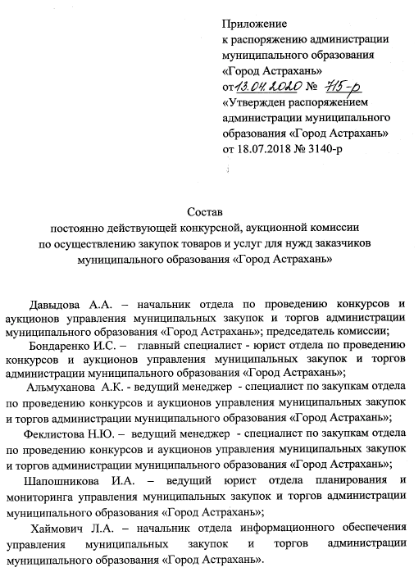 Приложение
к распоряжению администрации
муниципального образования
«Город Астрахань»
от 13.04.2020 № 715-р
«Утвержден распоряжением
администрации муниципального
образования «Город Астрахань»
от 18.07.2018 № 3140-р
Состав
постоянно действующей конкурсной, аукционной комиссии
по осуществлению закупок товаров и услуг для нужд заказчиков
муниципального образования «Город Астрахань»
Давыдова А.А. – начальник отдела по проведению конкурсов и
аукционов управления муниципальных закупок и торгов администрации
муниципального образования «Город Астрахань»; председатель комиссии;
Бондаренко И.С. – главный специалист - юрист отдела по проведению
конкурсов и аукционов управления муниципальных закупок и торгов
администрации муниципального образования «Город Астрахань»;
Альмуханова А.К. - ведущий менеджер - специалист по закупкам отдела
по проведению конкурсов и аукционов управления муниципальных закупок
и торгов администрации муниципального образования «Город Астрахань»;
Феклистова Н.Ю. – ведущий менеджер - специалист по закупкам отдела
по проведению конкурсов и аукционов управления муниципальных закупок
и торгов администрации муниципального образования «Город Астрахань»;
Шапошникова И.А. – ведущий юрист отдела планирования и
мониторинга управления муниципальных закупок и торгов администрации
муниципального образования «Город Астрахань»;
Хаймович Л.А. – начальник отдела информационного обеспечения
управления муниципальных закупок и торгов администрации
муниципального образования «Город Астрахань».